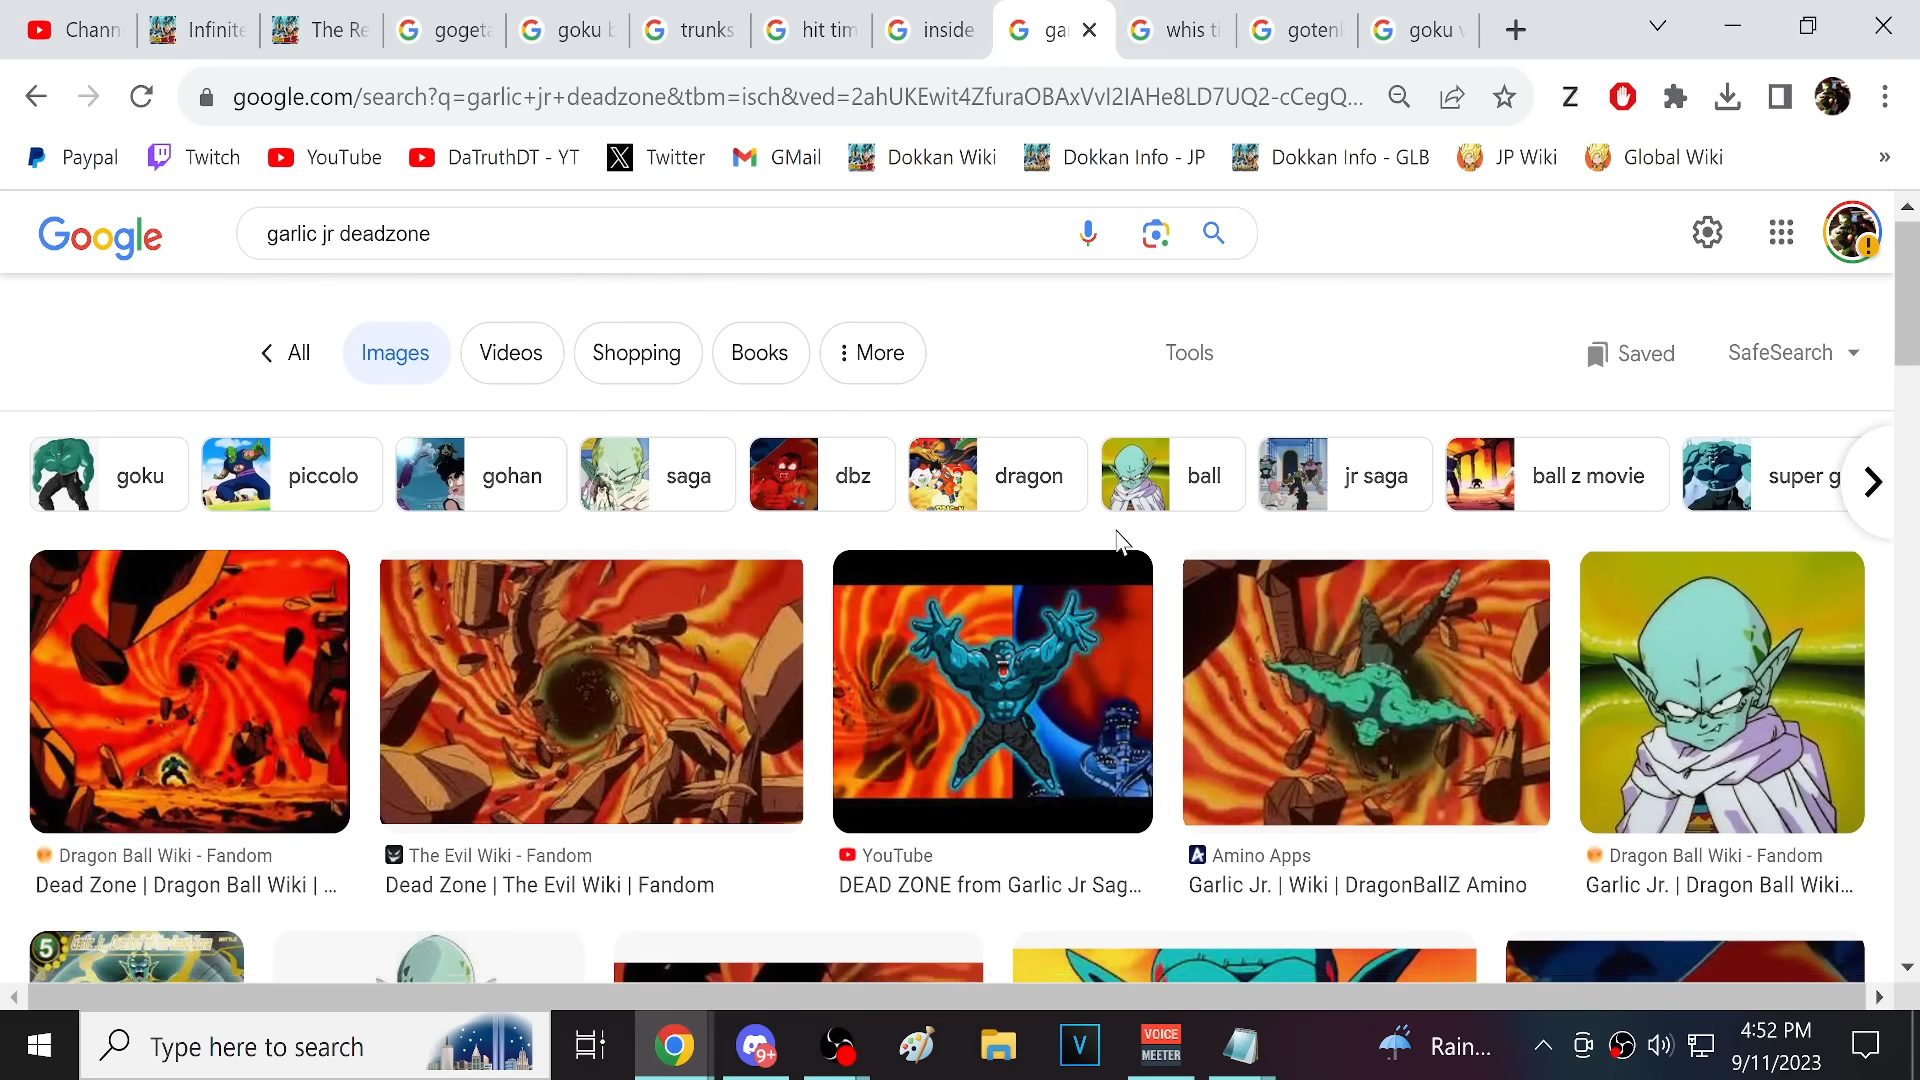 Chann
Infinite
The Re
goget
goku b
trunks
hit tim
inside
ga
whis ti
goten
goku v
google.com/search?q=garlic+jr+deadzone&tbm=isch&ved=2ahUKEwit4ZfuraOBAxVvI2IAHe8LD7UQ2-cCegQ...
Z
Paypal
Twitch
YouTube
DaTruthDT - YT
Twitter
GMail
Dokkan Wiki
Dokkan Info - JP
Dokkan Info - GLB
JP Wiki
Global Wiki
»
Google
garlic jr deadzone
All
Images
Videos
Shopping
Books
More
Tools
Saved
SafeSearch
goku
piccolo
gohan
saga
dbz
dragon
ball
jr saga
ball z movie
super g
Dragon Ball Wiki - Fandom
Dead Zone | Dragon Ball Wiki | ...
The Evil Wiki - Fandom
Dead Zone | The Evil Wiki | Fandom
YouTube
DEAD ZONE from Garlic Jr Sag...
Amino Apps
Garlic Jr. | Wiki | DragonBallZ Amino
Dragon Ball Wiki - Fandom
Garlic Jr. | Dragon Ball Wiki...
5
Type here to search
9+
V
VOICE
MEETER
Rain...
4:52 PM
9/11/2023